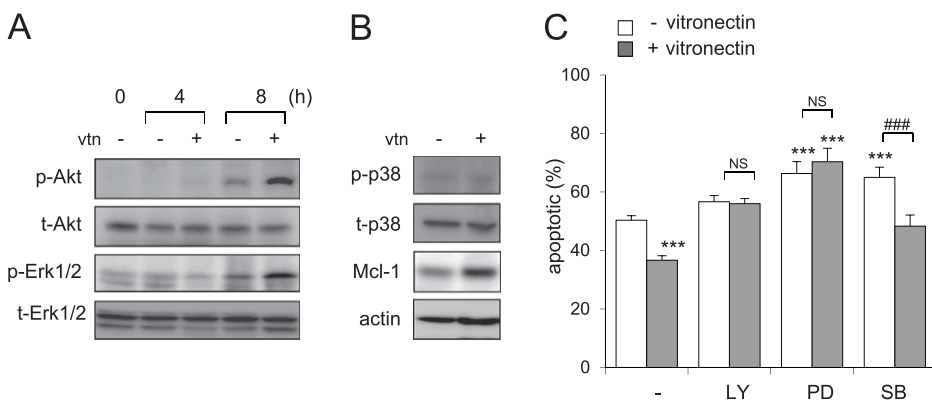 A
0 4 8 (h)
vtn - - + - +
p-Akt
t-Akt
p-Erk1/2
t-Erk1/2
B
vtn - +
p-p38
t-p38
Mcl-1
actin
C
- vitronectin
+ vitronectin
apoptotic (%)
100
80
60
40
20
0
***
NS
*** ***
NS
***
###
- LY PD SB